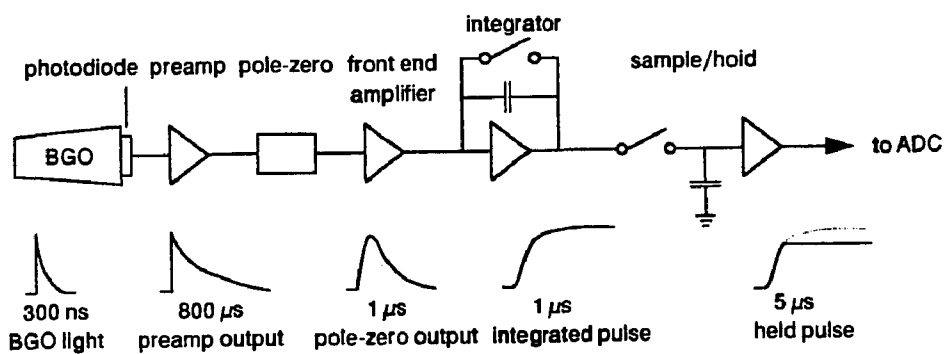 integrator
photodiode preamp pole-zero front end amplifier
sample/hoid
BGO
to ADC
300 ns
BGO light
800 µs
preamp output
1 µs
pole-zero output
1 µs
integrated pulse
5 µs
held pulse